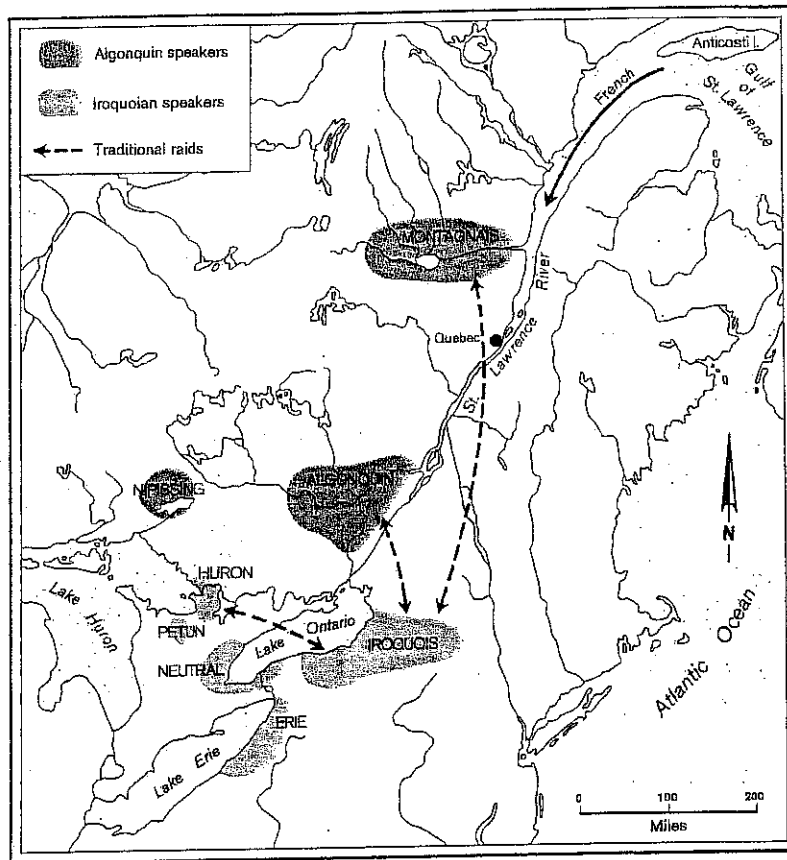 Algonquin speakers
Iroquoian speakers
Traditional raids
Anticosti I.
Gulf
of
St. Lawrence
French
MONTAGNAIS
River
Quebec
Lawrence
St.
ALGONQUIN
NIPISSING
N
HURON
Lake
Huron
PETUN
Lake
Ontario
IROQUOIS
NEUTRAL
Atlantic
Ocean
ERIE
Lake
Erie
0 100 200
Miles